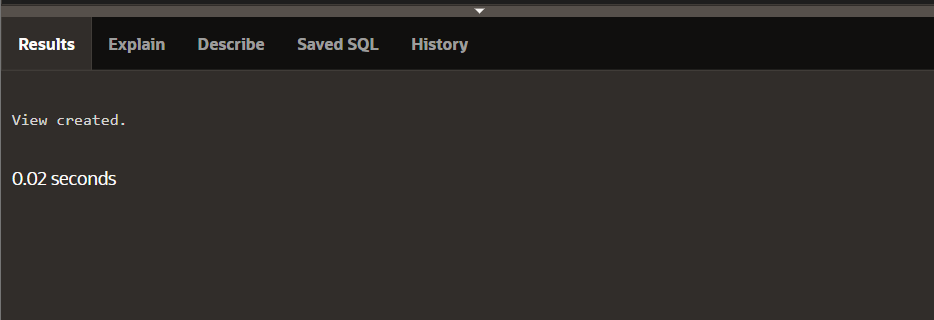 Results Explain Describe Saved SQL History
View created.
0.02 seconds